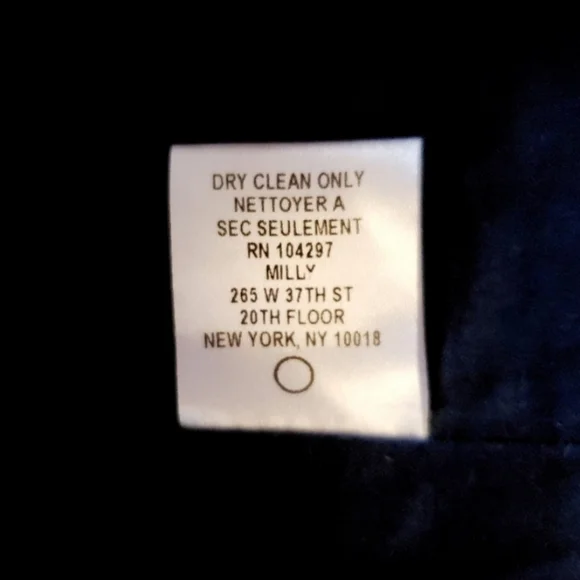 DRY CLEAN ONLY
NETTOYER A
SEC SEULEMENT
RN 104297
MILLY
265 W 37TH ST
20TH FLOOR
NEW YORK, NY 10018